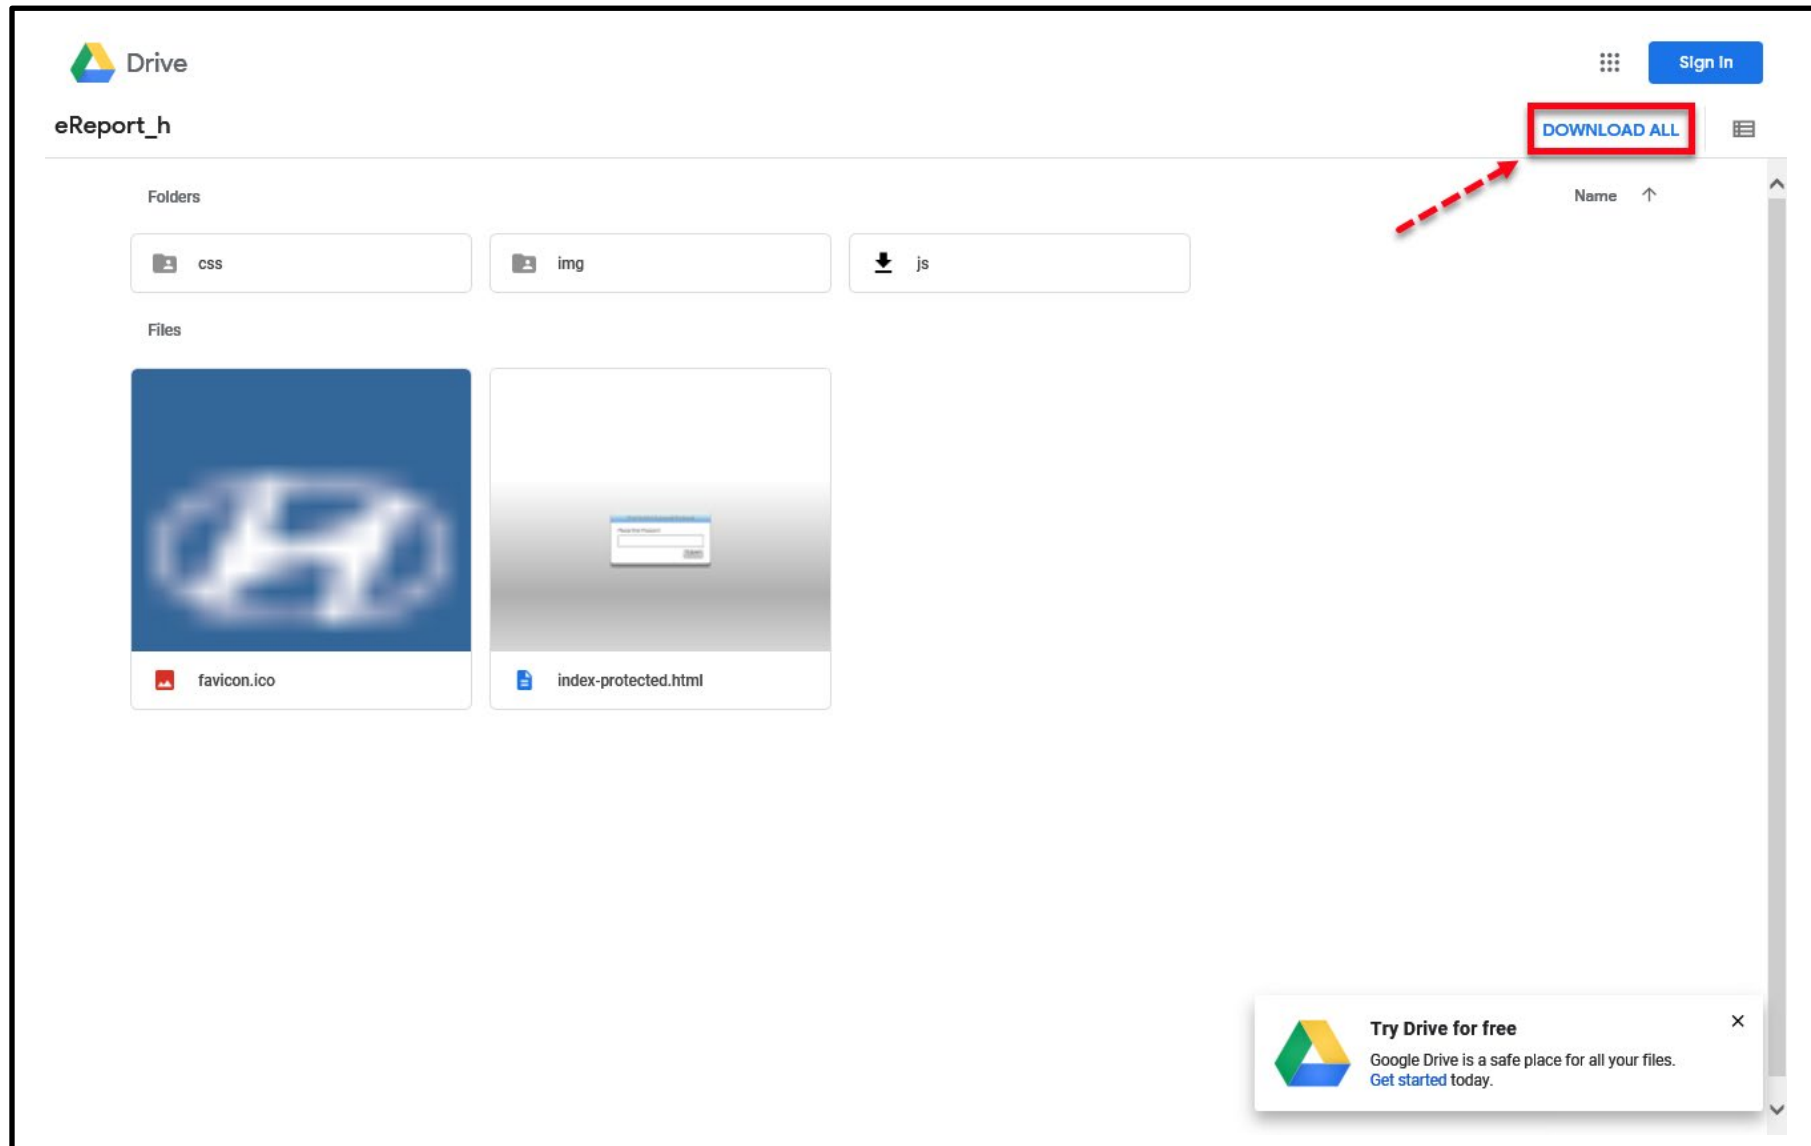 Drive
Sign in
eReport_h
DOWNLOAD ALL
Folders
Name
css
img
js
Files
favicon.ico
index-protected.html
Try Drive for free
Google Drive is a safe place for all your files.
Get started today.